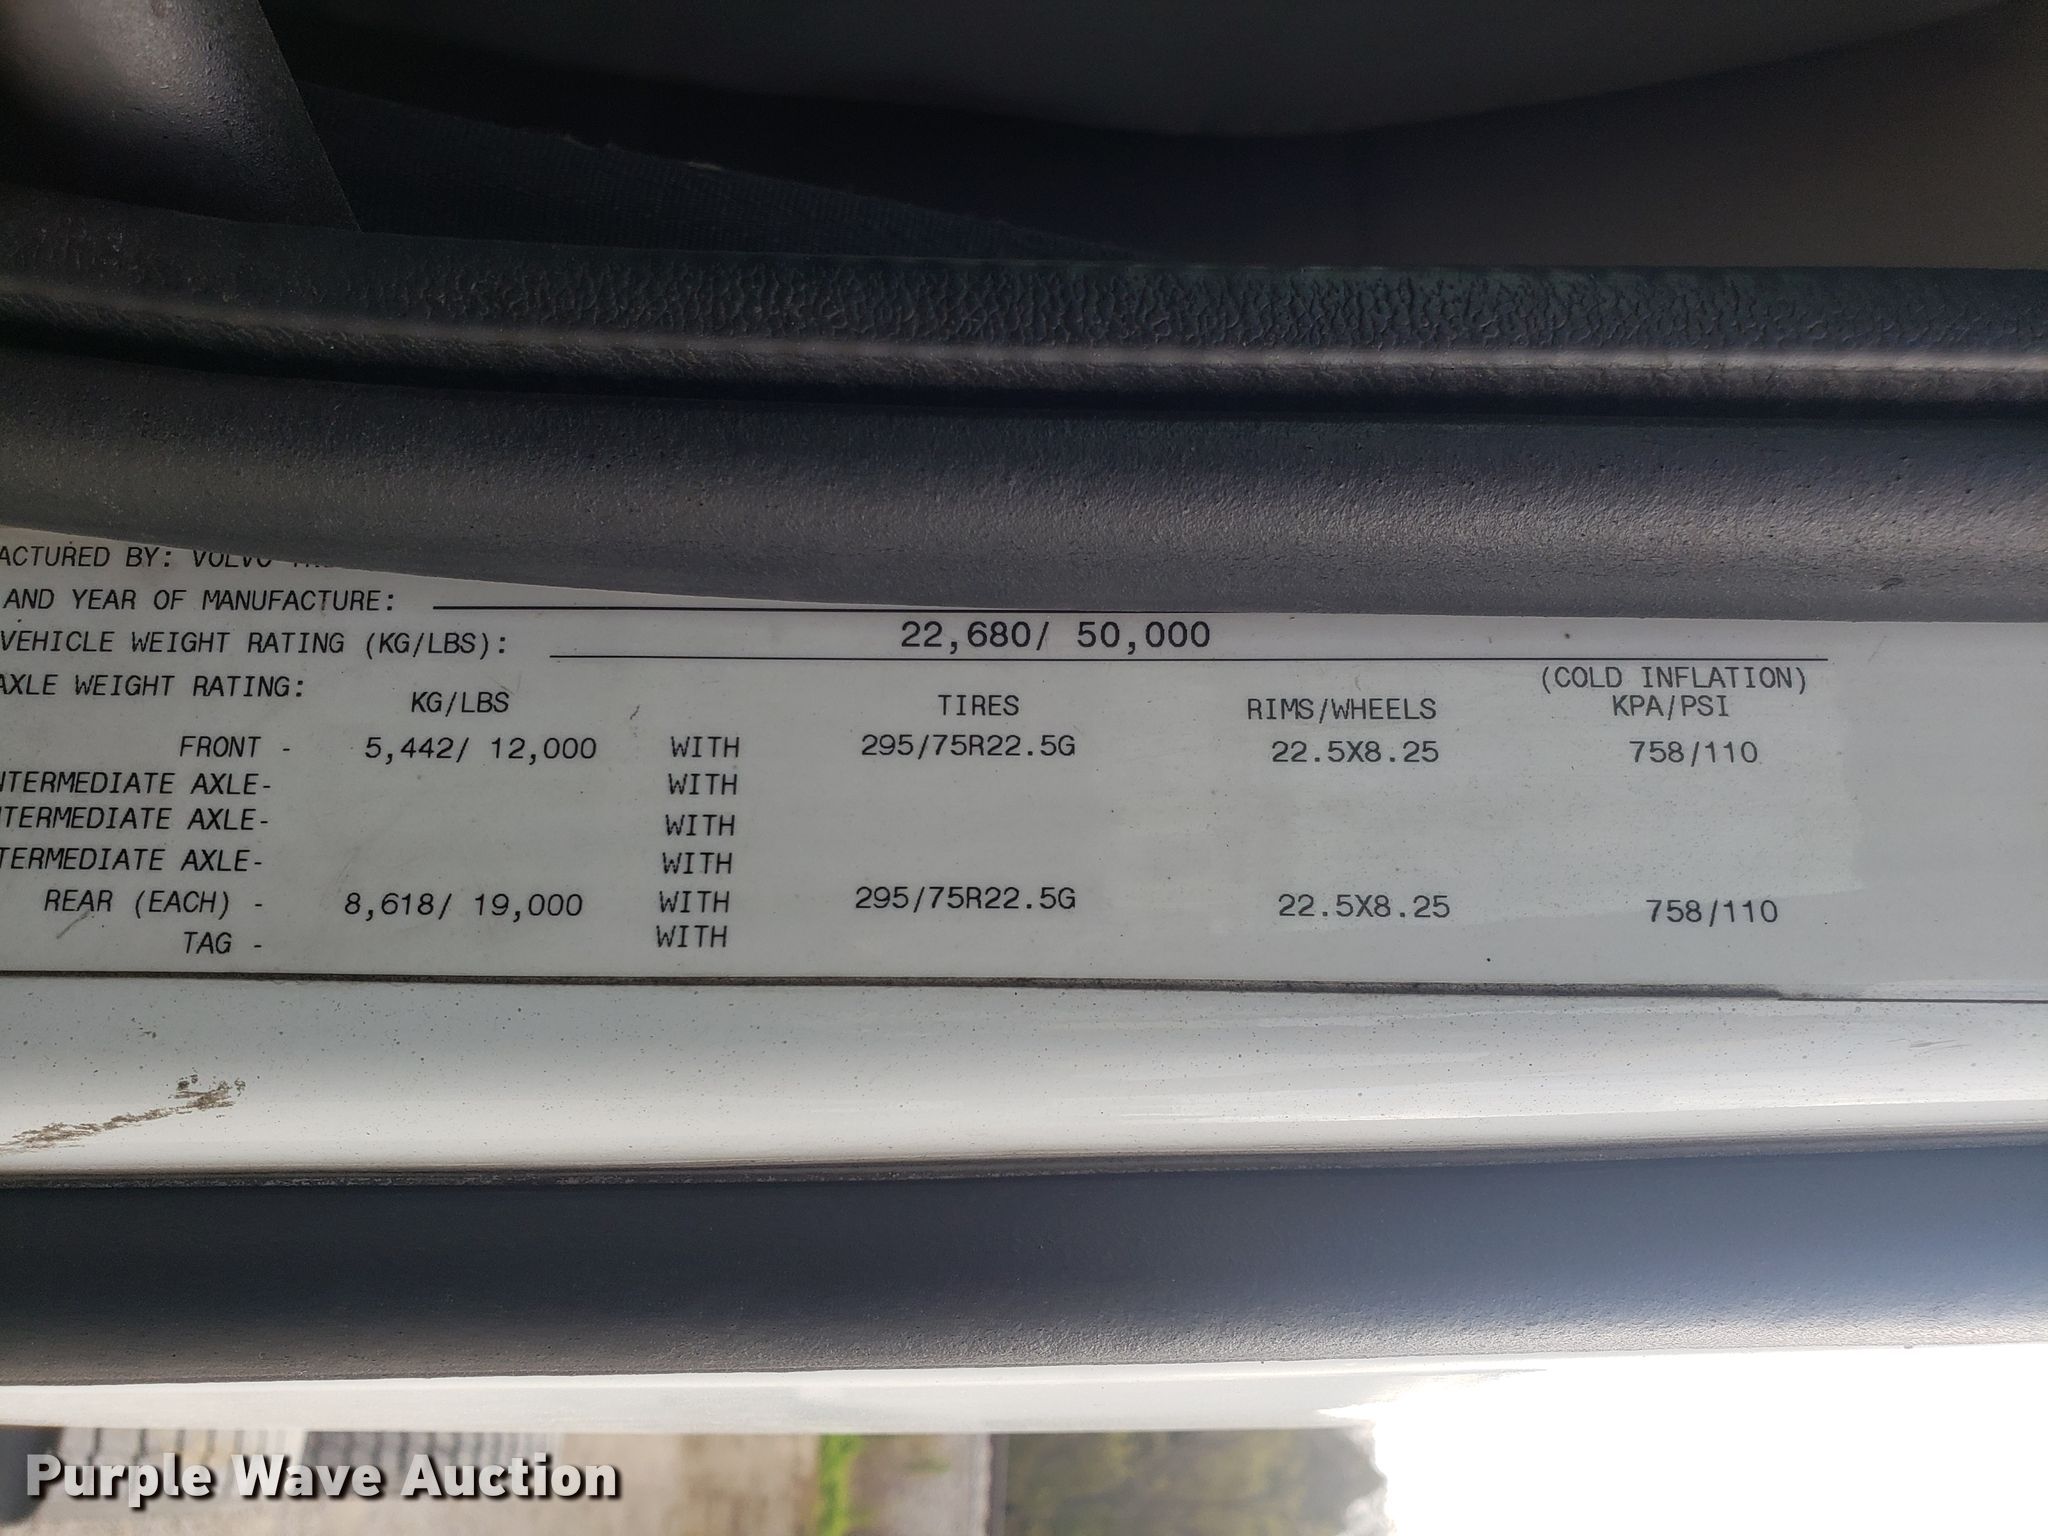 ACTURED BY: VOLVO
AND YEAR OF MANUFACTURE:
VEHICLE WEIGHT RATING (KG/LBS): 22,680/ 50,000
AXLE WEIGHT RATING: (COLD INFLATION)
KG/LBS TIRES RIMS/WHEELS KPA/PSI
FRONT - 5,442/ 12,000 WITH 295/75R22.5G 22.5X8.25 758/110
NTERMEDIATE AXLE- WITH
NTERMEDIATE AXLE- WITH
TERMEDIATE AXLE- WITH
REAR (EACH) - 8,618/ 19,000 WITH 295/75R22.5G 22.5X8.25 758/110
TAG - WITH
Purple Wave Auction